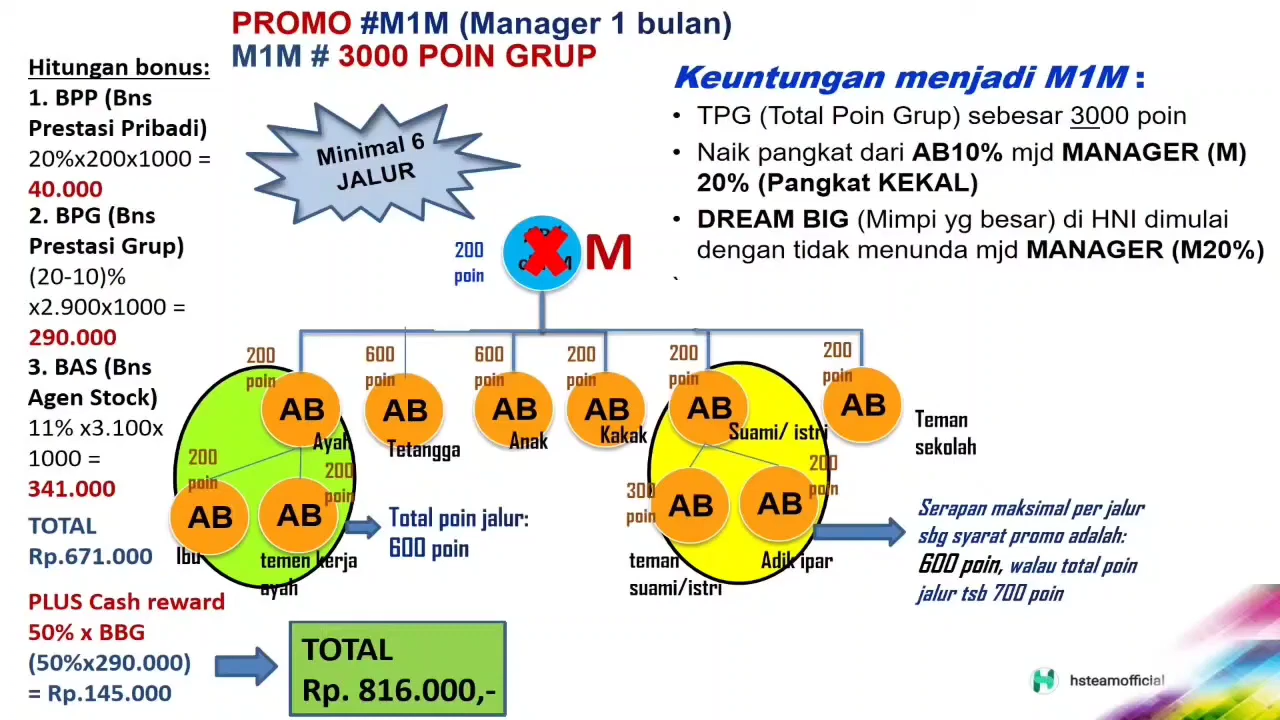 PROMO #M1M (Manager 1 bulan)
M1M # 3000 POIN GRUP
Hitungan bonus:
1. BPP (Bns
Prestasi Pribadi)
20%x200x1000 =
40.000
2. BPG (Bns
Prestasi Grup)
(20-10)%
x2.900x1000 =
290.000
3. BAS (Bns
Agen Stock)
11% x3.100x
1000 =
341.000
TOTAL
Rp.671.000
PLUS Cash reward
50% x BBG
(50%x290.000)
= Rp.145.000
TOTAL
Rp. 816.000,-
Minimal 6
JALUR
Keuntungan menjadi M1M :
• TPG (Total Poin Grup) sebesar 3000 poin
• Naik pangkat dari AB10% mjd MANAGER (M)
20% (Pangkat KEKAL)
• DREAM BIG (Mimpi yg besar) di HNI dimulai
dengan tidak menunda mjd MANAGER (M20%)
200
poin
M
200
poin
AB
Ayah
600
poin
AB
Tetangga
600
poin
AB
Anak
200
poin
AB
Kakak
200
poin
AB
Suami/ istri
200
poin
AB
Teman
sekolah
200
poin
AB
Ibu
200
poin
AB
temen kerja
ayah
Total poin jalur:
600 poin
300
poin
AB
teman
suami/istri
200
poin
AB
Adik ipar
Serapan maksimal per jalur
sbg syarat promo adalah:
600 poin, walau total poin
jalur tsb 700 poin
hsteamofficial